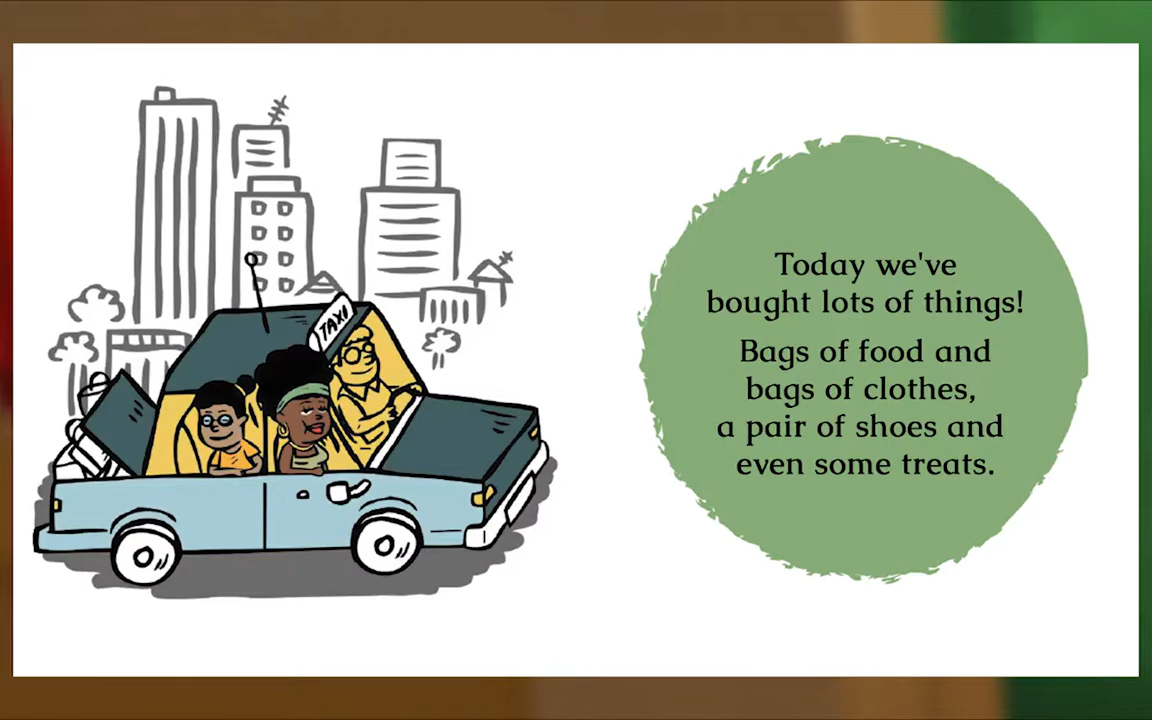 TAXI
Today we've
bought lots of things!
Bags of food and
bags of clothes,
a pair of shoes and
even some treats.